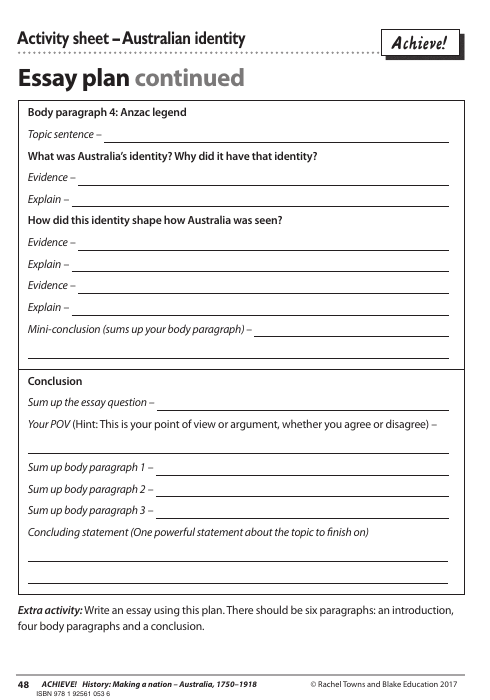 Activity sheet – Australian identity
Achieve!
Essay plan continued
Body paragraph 4: Anzac legend
Topic sentence –
What was Australia's identity? Why did it have that identity?
Evidence –
Explain –
How did this identity shape how Australia was seen?
Evidence –
Explain –
Evidence –
Explain –
Mini-conclusion (sums up your body paragraph) –
Conclusion
Sum up the essay question –
Your POV (Hint: This is your point of view or argument, whether you agree or disagree) –
Sum up body paragraph 1 –
Sum up body paragraph 2 –
Sum up body paragraph 3 –
Concluding statement (One powerful statement about the topic to finish on)
Extra activity: Write an essay using this plan. There should be six paragraphs: an introduction,
four body paragraphs and a conclusion.
48 ACHIEVE! History: Making a nation – Australia, 1750–1918 © Rachel Towns and Blake Education 2017
ISBN 978 1 92561 053 6